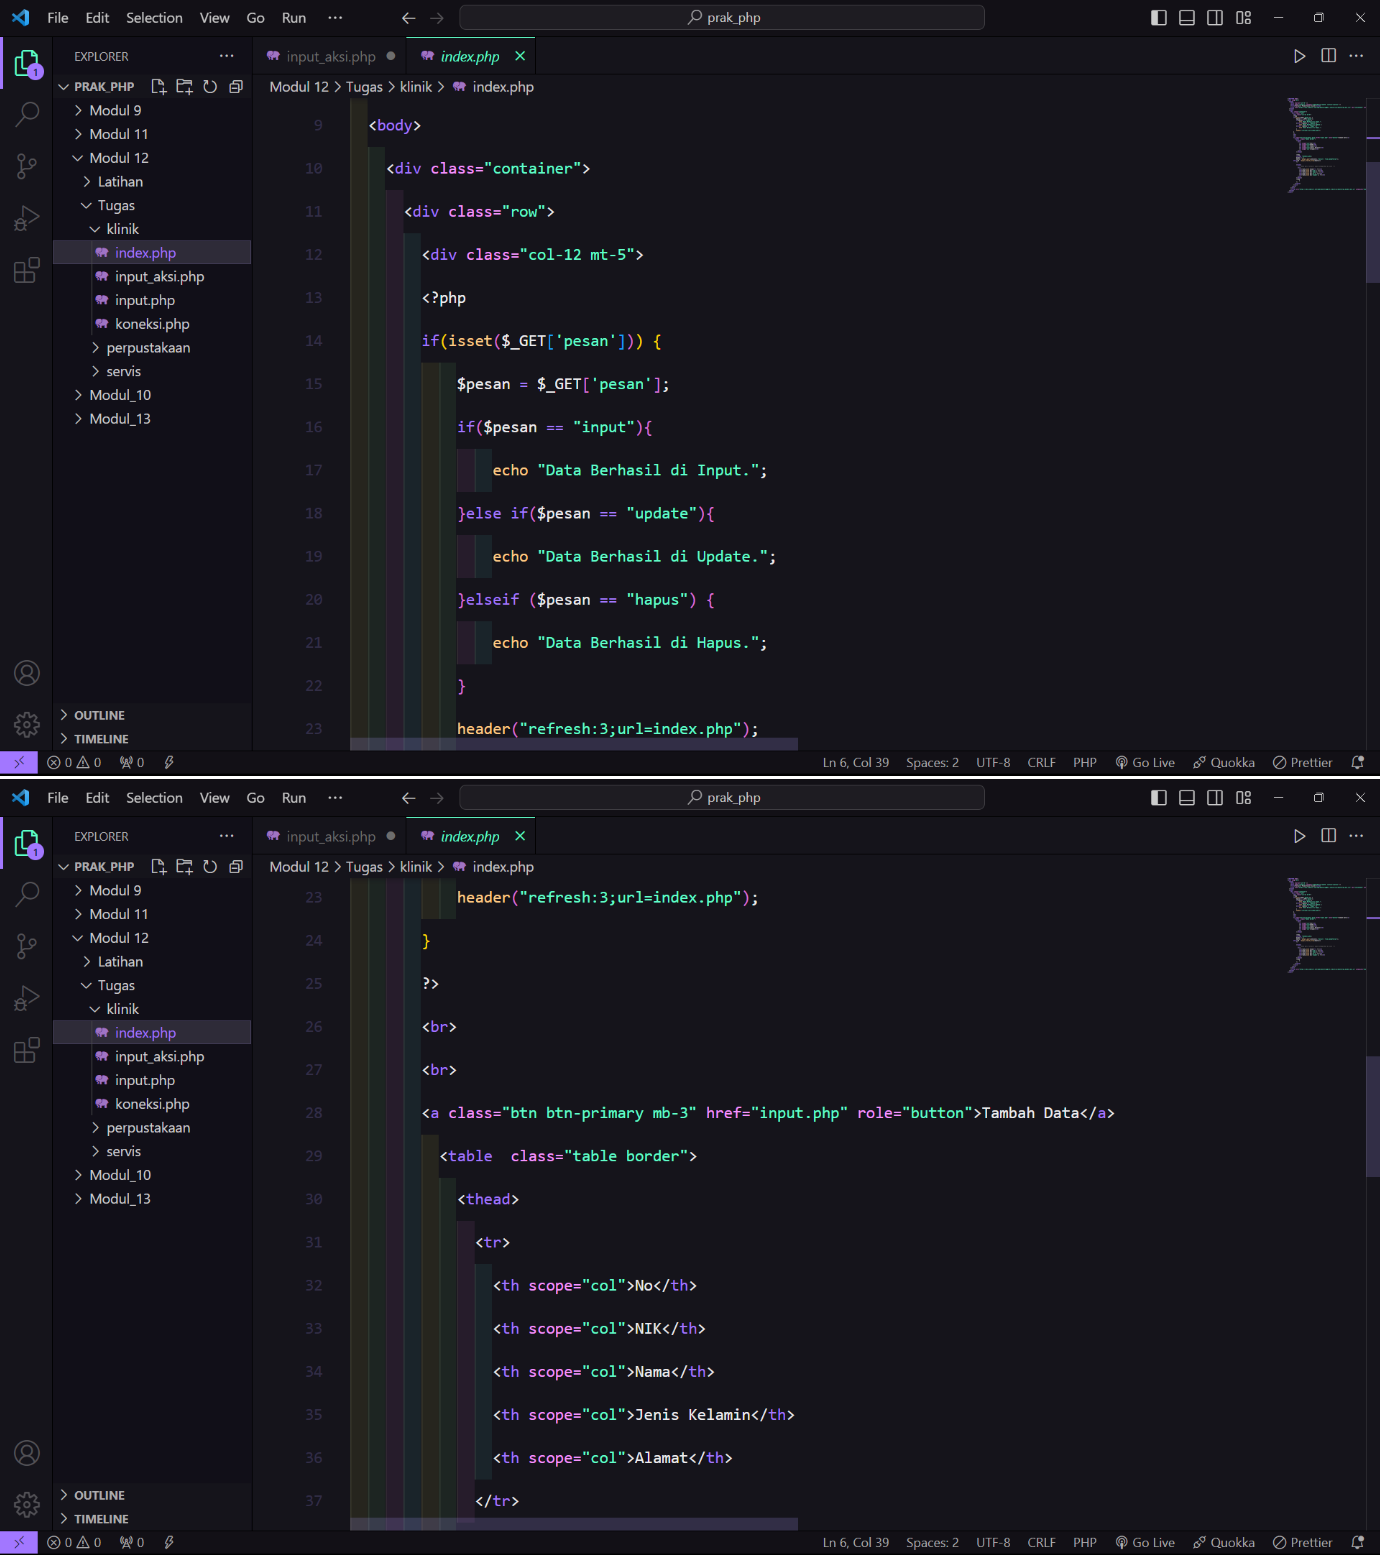 File Edit Selection View Go Run ··· prak_php
EXPLORER ··· input_aksi.php index.php
PRAK_PHP Modul 12 > Tugas > klinik > index.php
Modul 9
Modul 11
Modul 12
Latihan
Tugas
klinik
index.php
input_aksi.php
input.php
koneksi.php
perpustakaan
servis
Modul_10
Modul_13
OUTLINE
TIMELINE
1
9 <body>
10 <div class="container">
11 <div class="row">
12 <div class="col-12 mt-5">
13 <?php
14 if(isset($_GET['pesan'])) {
15 $pesan = $_GET['pesan'];
16 if($pesan == "input"){
17 echo "Data Berhasil di Input.";
18 }else if($pesan == "update"){
19 echo "Data Berhasil di Update.";
20 }elseif ($pesan == "hapus") {
21 echo "Data Berhasil di Hapus.";
22 }
23 header("refresh:3;url=index.php");
0 0 0 Ln 6, Col 39 Spaces: 2 UTF-8 CRLF PHP Go Live Quokka Prettier
File Edit Selection View Go Run ··· prak_php
EXPLORER ··· input_aksi.php index.php
PRAK_PHP Modul 12 > Tugas > klinik > index.php
Modul 9
Modul 11
Modul 12
Latihan
Tugas
klinik
index.php
input_aksi.php
input.php
koneksi.php
perpustakaan
servis
Modul_10
Modul_13
OUTLINE
TIMELINE
1
23 header("refresh:3;url=index.php");
24 }
25 ?>
26 <br>
27 <br>
28 <a class="btn btn-primary mb-3" href="input.php" role="button">Tambah Data</a>
29 <table  class="table border">
30 <thead>
31 <tr>
32 <th scope="col">No</th>
33 <th scope="col">NIK</th>
34 <th scope="col">Nama</th>
35 <th scope="col">Jenis Kelamin</th>
36 <th scope="col">Alamat</th>
37 </tr>
0 0 0 Ln 6, Col 39 Spaces: 2 UTF-8 CRLF PHP Go Live Quokka Prettier